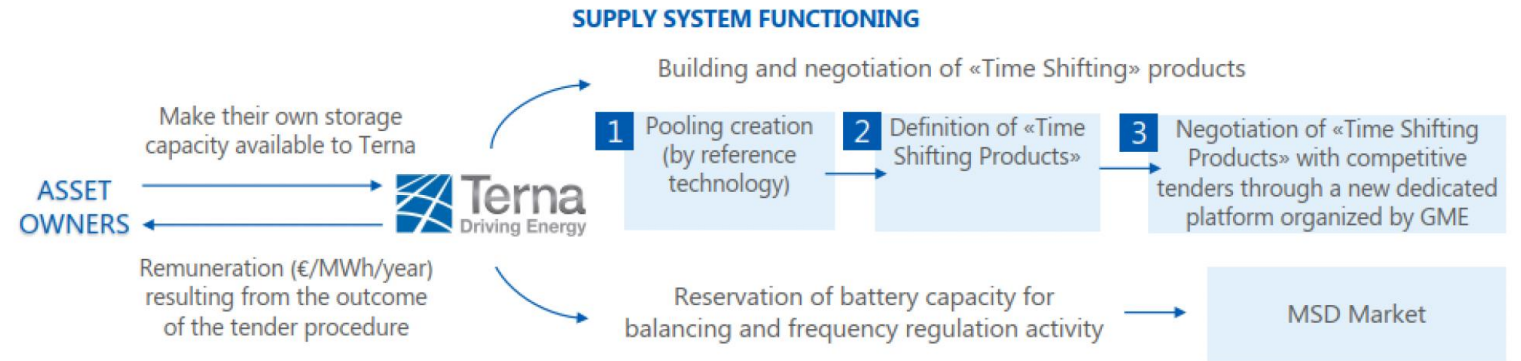 SUPPLY SYSTEM FUNCTIONING
Building and negotiation of «Time Shifting» products
Make their own storage
capacity available to Terna
ASSET
OWNERS
Terna
Driving Energy
Remuneration (€/MWh/year)
resulting from the outcome
of the tender procedure
1
Pooling creation
(by reference
technology)
2
Definition of «Time
Shifting Products»
3
Negotiation of «Time Shifting
Products» with competitive
tenders through a new dedicated
platform organized by GME
Reservation of battery capacity for
balancing and frequency regulation activity
MSD Market